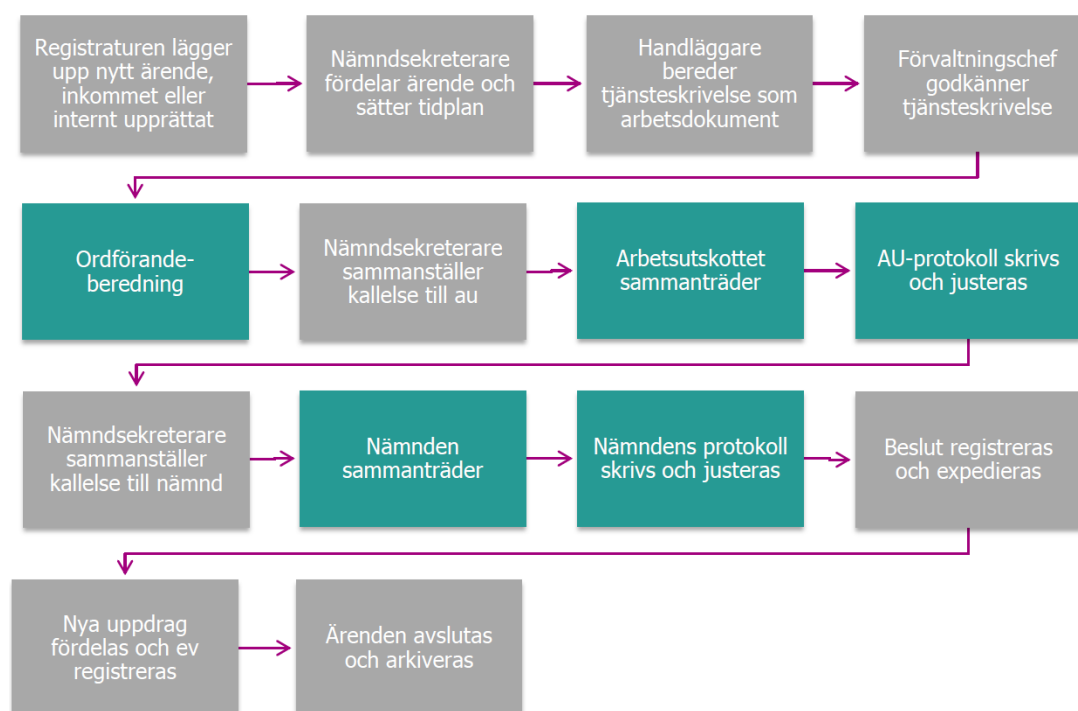 Registraturen lägger
upp nytt ärende,
inkommet eller
internt upprättat
Nämndsekreterare
fördelar ärende och
sätter tidplan
Handläggare
bereder
tjänsteskrivelse som
arbetsdokument
Förvaltningschef
godkänner
tjänsteskrivelse
Ordförande-
beredning
Nämndsekreterare
sammanställer
kallelse till au
Arbetsutskottet
sammanträder
AU-protokoll skrivs
och justeras
Nämndsekreterare
sammanställer
kallelse till nämnd
Nämnden
sammanträder
Nämndens protokoll
skrivs och justeras
Beslut registreras
och expedieras
Nya uppdrag
fördelas och ev
registreras
Ärenden avslutas
och arkiveras